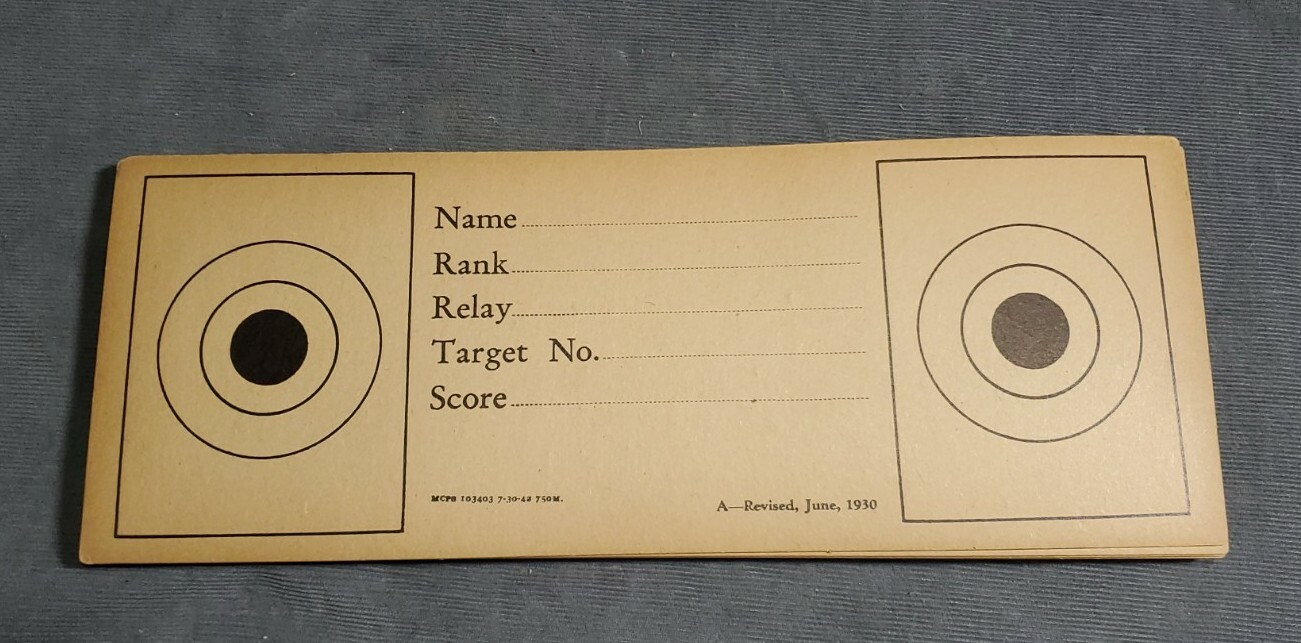 Name
Rank
Relay
Target No.
Score
MCPS 103403 7-30-42 750M.
A—Revised, June, 1930